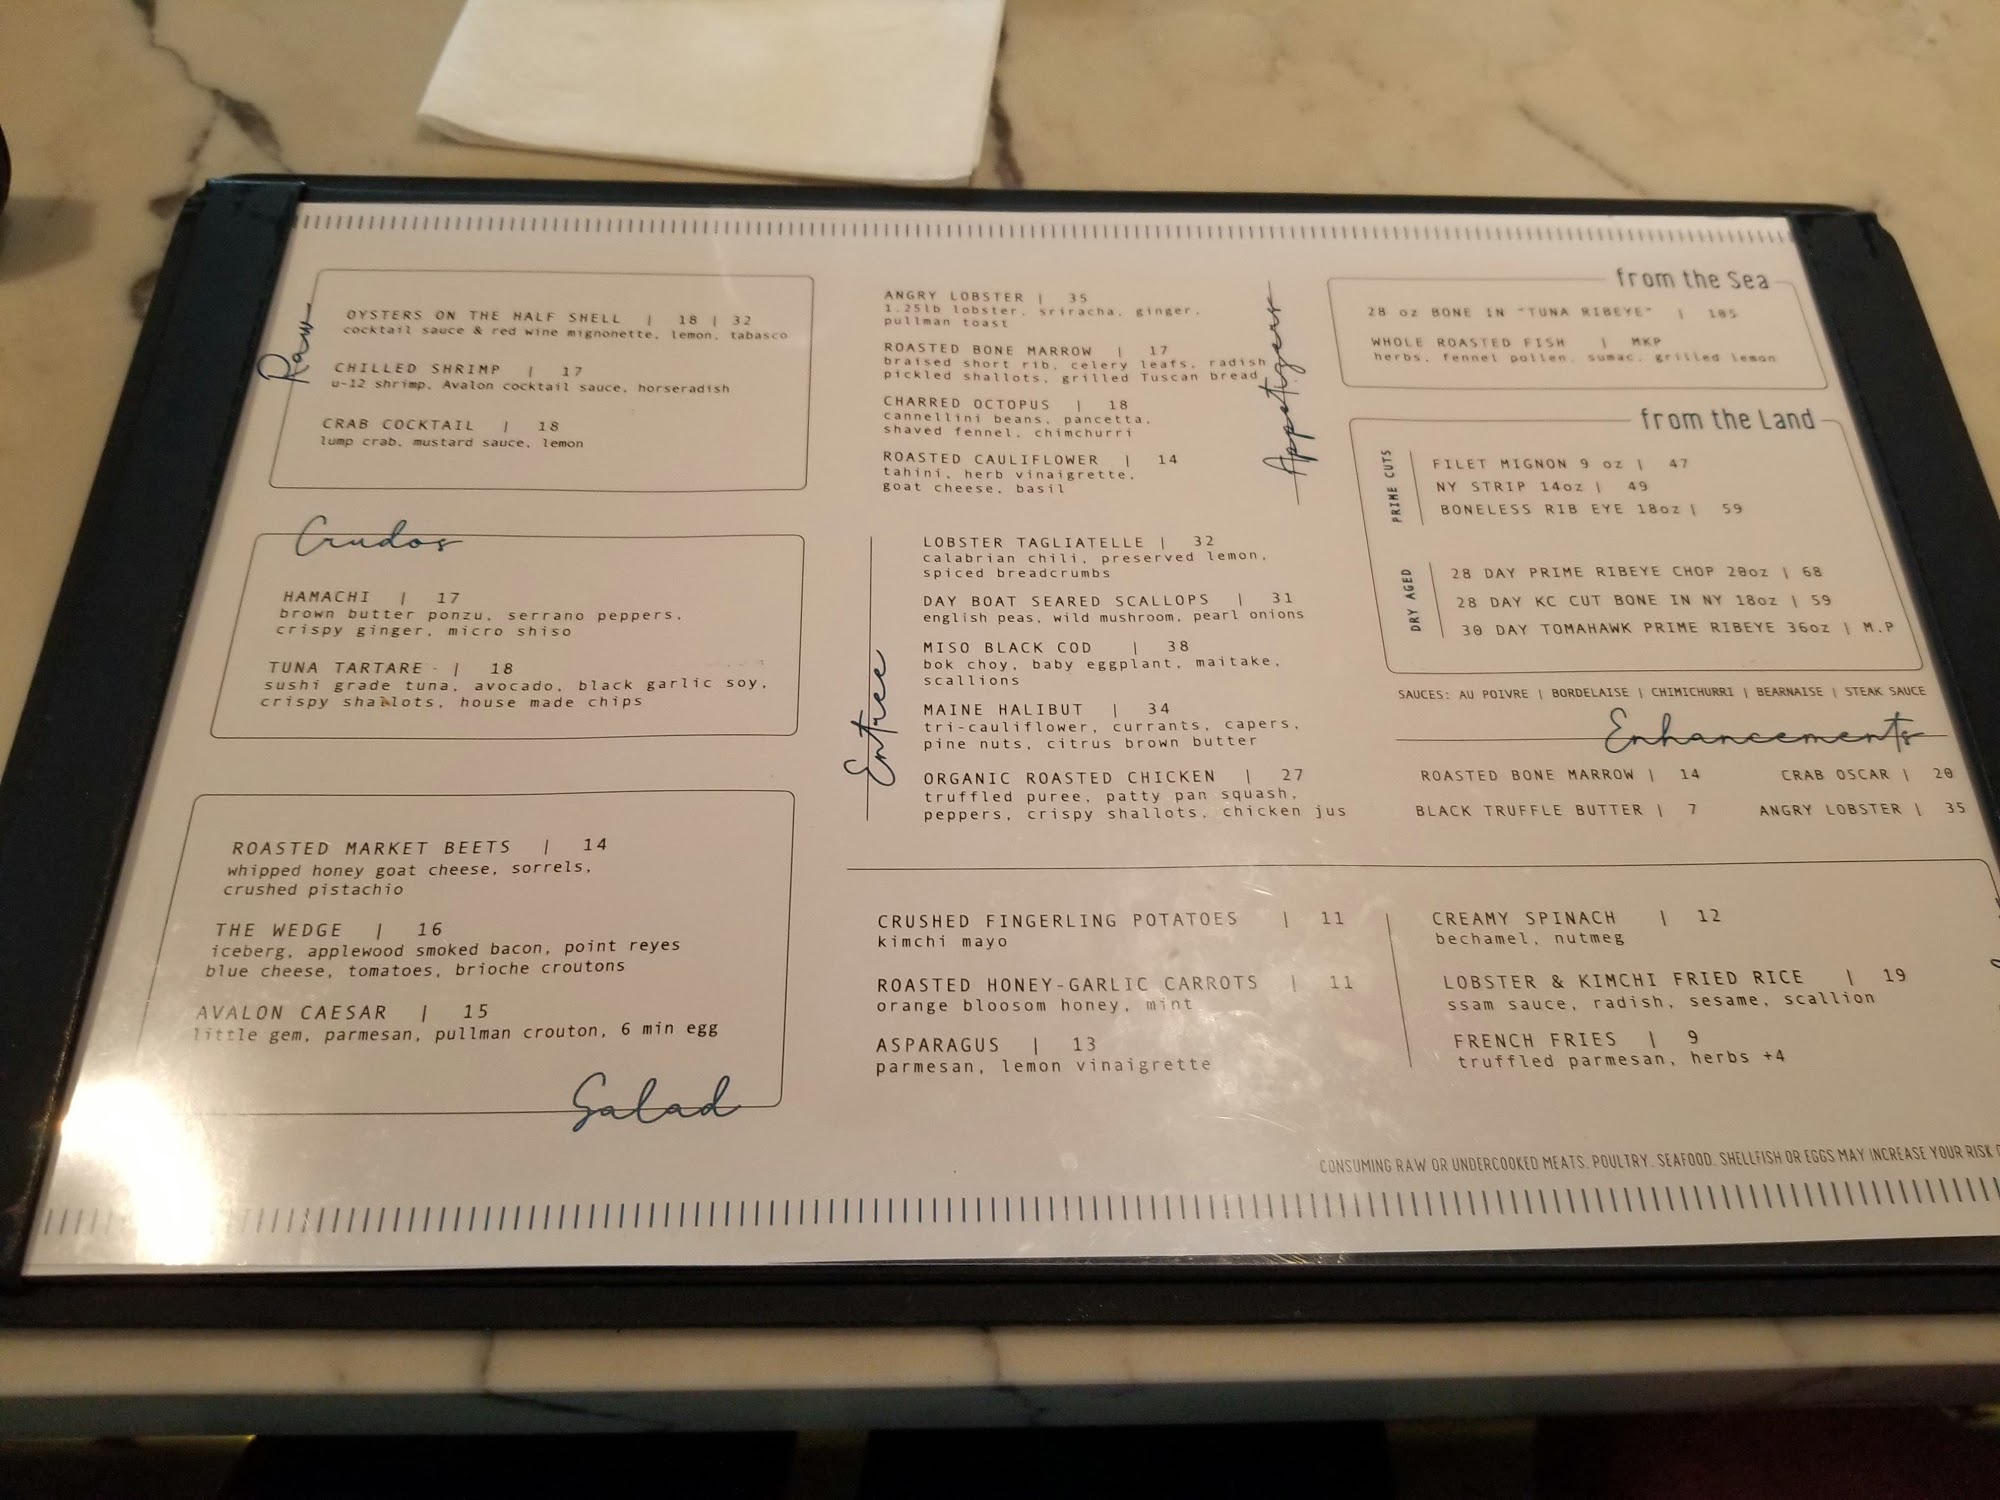 Raw
OYSTERS ON THE HALF SHELL | 18 | 32
cocktail sauce & red wine mignonette, lemon, tabasco
CHILLED SHRIMP | 17
u-12 shrimp, Avalon cocktail sauce, horseradish
CRAB COCKTAIL | 18
lump crab, mustard sauce, lemon
Crudos
HAMACHI | 17
brown butter ponzu, serrano peppers,
crispy ginger, micro shiso
TUNA TARTARE - | 18
sushi grade tuna, avocado, black garlic soy,
crispy shallots, house made chips
ROASTED MARKET BEETS | 14
whipped honey goat cheese, sorrels,
crushed pistachio
THE WEDGE | 16
iceberg, applewood smoked bacon, point reyes
blue cheese, tomatoes, brioche croutons
AVALON CAESAR | 15
little gem, parmesan, pullman crouton, 6 min egg
Salad
Appetizers
ANGRY LOBSTER | 35
1.25lb lobster, sriracha, ginger,
pullman toast
ROASTED BONE MARROW | 17
braised short rib, celery leafs, radish
pickled shallots, grilled Tuscan bread
CHARRED OCTOPUS | 18
cannellini beans, pancetta,
shaved fennel, chimchurri
ROASTED CAULIFLOWER | 14
tahini, herb vinaigrette,
goat cheese, basil
Entree
LOBSTER TAGLIATELLE | 32
calabrian chili, preserved lemon,
spiced breadcrumbs
DAY BOAT SEARED SCALLOPS | 31
english peas, wild mushroom, pearl onions
MISO BLACK COD | 38
bok choy, baby eggplant, maitake,
scallions
MAINE HALIBUT | 34
tri-cauliflower, currants, capers,
pine nuts, citrus brown butter
ORGANIC ROASTED CHICKEN | 27
truffled puree, patty pan squash,
peppers, crispy shallots, chicken jus
from the Sea
28 oz BONE IN "TUNA RIBEYE" | 105
WHOLE ROASTED FISH | MKP
herbs, fennel pollen, sumac, grilled lemon
from the Land
PRIME CUTS
FILET MIGNON 9 oz | 47
NY STRIP 14oz | 49
BONELESS RIB EYE 18oz | 59
DRY AGED
28 DAY PRIME RIBEYE CHOP 20oz | 68
28 DAY KC CUT BONE IN NY 18oz | 59
30 DAY TOMAHAWK PRIME RIBEYE 36oz | M.P
SAUCES: AU POIVRE | BORDELAISE | CHIMICHURRI | BEARNAISE | STEAK SAUCE
Enhancements
ROASTED BONE MARROW | 14 CRAB OSCAR | 20
BLACK TRUFFLE BUTTER | 7 ANGRY LOBSTER | 35
CRUSHED FINGERLING POTATOES | 11
kimchi mayo
ROASTED HONEY-GARLIC CARROTS | 11
orange bloosom honey, mint
ASPARAGUS | 13
parmesan, lemon vinaigrette
CREAMY SPINACH | 12
bechamel, nutmeg
LOBSTER & KIMCHI FRIED RICE | 19
ssam sauce, radish, sesame, scallion
FRENCH FRIES | 9
truffled parmesan, herbs +4
CONSUMING RAW OR UNDERCOOKED MEATS, POULTRY, SEAFOOD, SHELLFISH OR EGGS MAY INCREASE YOUR RISK